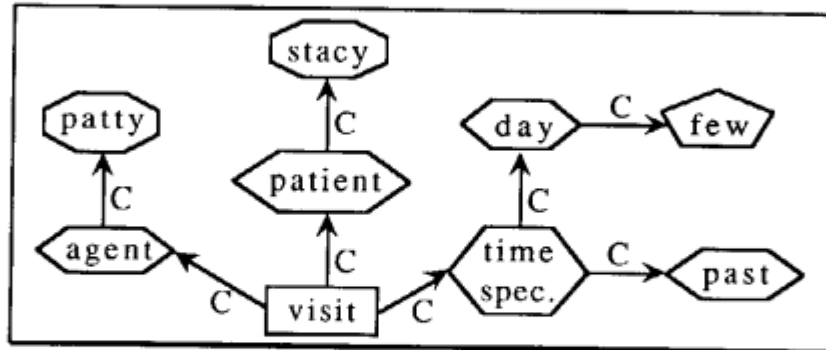 stacy
C
patty
C
patient
C
agent
C
C
visit
C
time
spec.
C
day
C
few
C
past